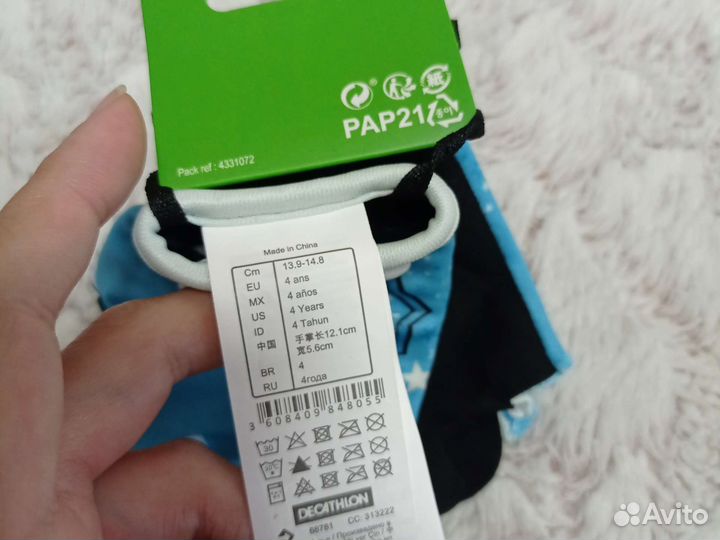 PAP21
Pack ref : 4331072
Made in China
Cm 13.9-14.8
EU 4 ans
MX 4 años
US 4 Years
ID 4 Tahun
中国 手掌长12.1cm
宽5.6cm
BR 4
RU 4года
3 608409 848055
30
DECATHLON
66781 CC: 313222
Avito